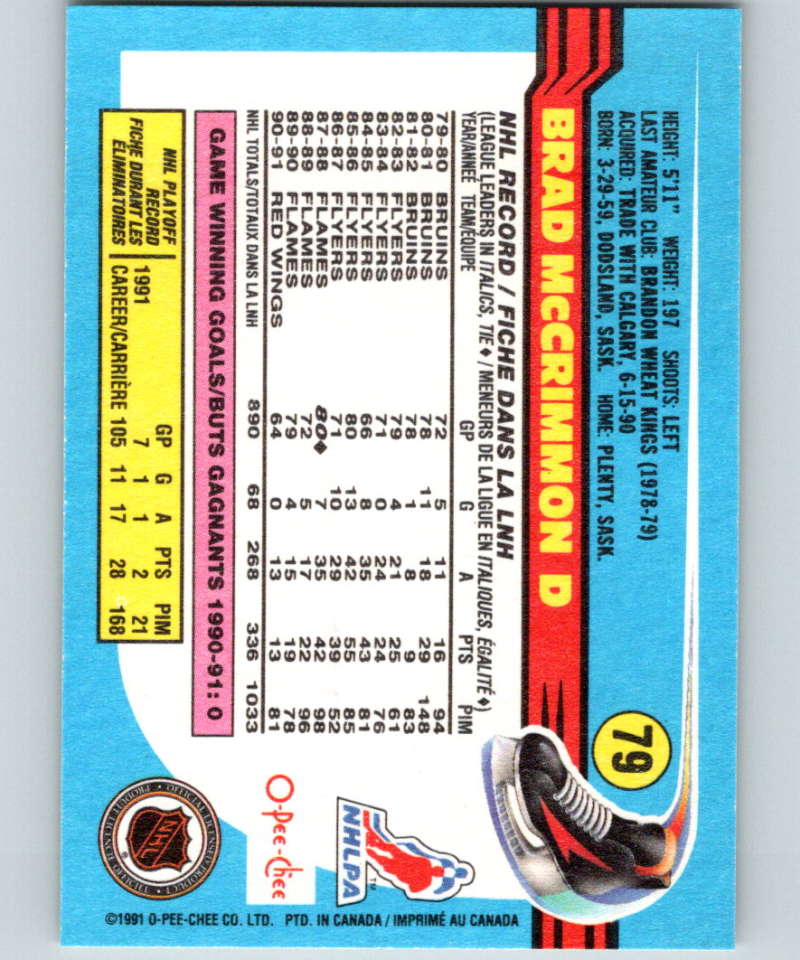 HEIGHT: 5'11" WEIGHT: 197 SHOOTS: LEFT
LAST AMATEUR CLUB: BRANDON WHEAT KINGS (1978-79)
ACQUIRED: TRADE WITH CALGARY, 6-15-90
BORN: 3-29-59, DODSLAND, SASK. HOME: PLENTY, SASK.
79
BRAD McCRIMMON D
NHL RECORD / FICHE DANS LA LNH
(LEAGUE LEADERS IN ITALICS, TIE ♦ / MENEURS DE LA LIGUE EN ITALIQUES, ÉGALITÉ ♦)
YEAR/ANNEÉ TEAM/EQUIPE GP G A PTS PIM
79-80 BRUINS 72 5 11 16 94
80-81 BRUINS 78 11 18 29 148
81-82 BRUINS 78 1 8 9 83
82-83 FLYERS 79 4 21 25 61
83-84 FLYERS 71 0 24 24 76
84-85 FLYERS 66 8 35 43 81
85-86 FLYERS 80 13 42 55 85
86-87 FLYERS 71 10 29 39 52
87-88 FLAMES 80♦ 7 35 42 98
88-89 FLAMES 72 5 17 22 96
89-90 FLAMES 79 4 15 19 78
90-91 RED WINGS 64 0 13 13 81
NHL TOTALS/TOTAUX DANS LA LNH 890 68 268 336 1033
GAME WINNING GOALS/BUTS GAGNANTS 1990-91: 0
NHL PLAYOFF RECORD
FICHE DURANT LES ÉLIMINATOIRES
GP G A PTS PIM
1991 7 1 1 2 21
CAREER/CARRIÈRE 105 11 17 28 168
NHLPA
TM
O-Pee-Chee
NHL
®
©1991 O-PEE-CHEE CO. LTD. PTD. IN CANADA / IMPRIMÉ AU CANADA